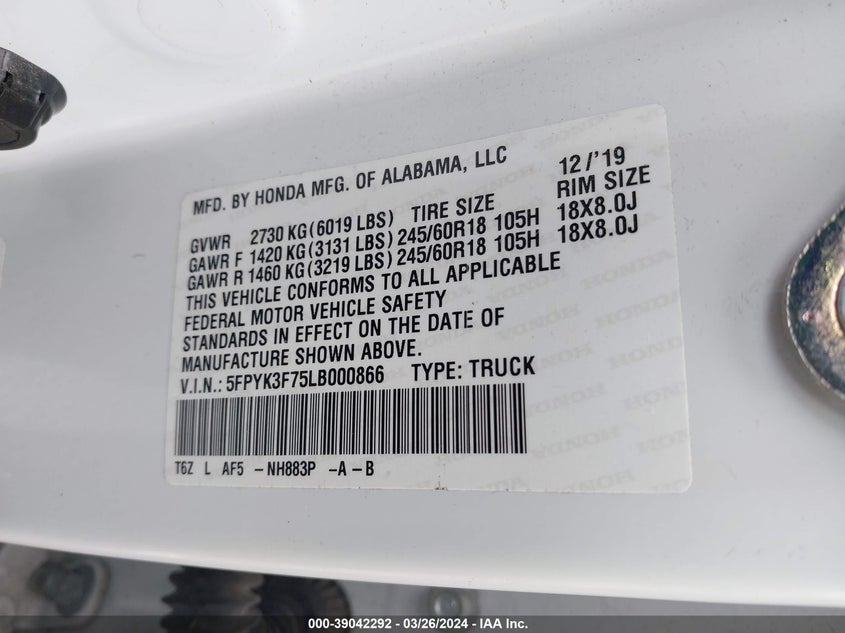 MFD. BY HONDA MFG. OF ALABAMA, LLC 12/'19
GVWR 2730 KG(6019 LBS) TIRE SIZE RIM SIZE
GAWR F 1420 KG(3131 LBS) 245/60R18 105H 18X8.0J
GAWR R 1460 KG(3219 LBS) 245/60R18 105H 18X8.0J
THIS VEHICLE CONFORMS TO ALL APPLICABLE
FEDERAL MOTOR VEHICLE SAFETY
STANDARDS IN EFFECT ON THE DATE OF
MANUFACTURE SHOWN ABOVE.
V.I.N.: 5FPYK3F75LB000866 TYPE: TRUCK
T6Z L AF5 -NH883P -A -B
000-39042292 - 03/26/2024 - IAA Inc.